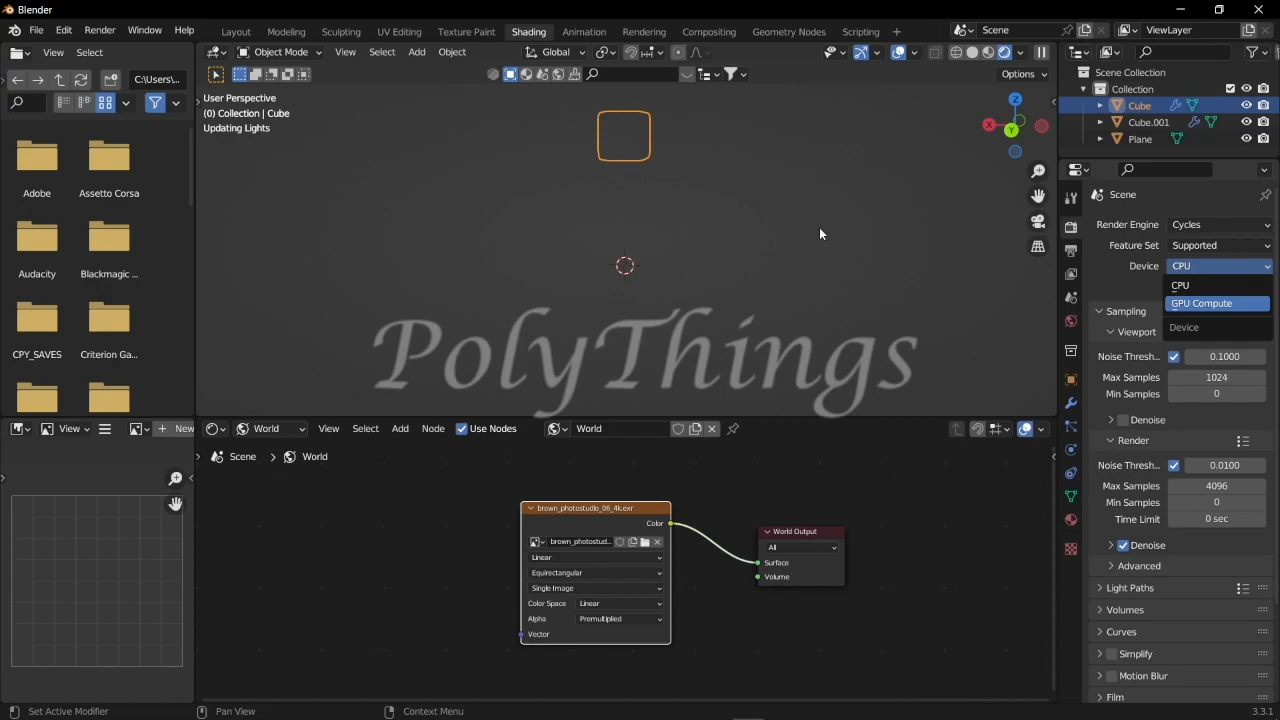 Blender
File Edit Render Window Help
Layout Modeling Sculpting UV Editing Texture Paint Shading Animation Rendering Compositing Geometry Nodes Scripting +
Scene
ViewLayer
View Select
Object Mode View Select Add Object
Global
C:\Users\...
Options
User Perspective
(0) Collection | Cube
Updating Lights
Z
X
Y
Adobe Assetto Corsa
Audacity Blackmagic ...
CPY_SAVES Criterion Ga...
PolyThings
Scene Collection
Collection
Cube
Cube.001
Plane
Scene
Render Engine Cycles
Feature Set Supported
Device CPU
CPU
GPU Compute
Device
Sampling
Viewport
Noise Thresh... 0.1000
Max Samples 1024
Min Samples 0
Denoise
Render
Noise Thresh... 0.0100
Max Samples 4096
Min Samples 0
Time Limit 0 sec
Denoise
Advanced
Light Paths
Volumes
Curves
Simplify
Motion Blur
Film
View + New
World View Select Add Node Use Nodes World
Scene > World
brown_photostudio_06_4k.exr
Color
brown_photostud...
Linear
Equirectangular
Single Image
Color Space Linear
Alpha Premultiplied
Vector
World Output
All
Surface
Volume
Set Active Modifier Pan View Context Menu 3.3.1